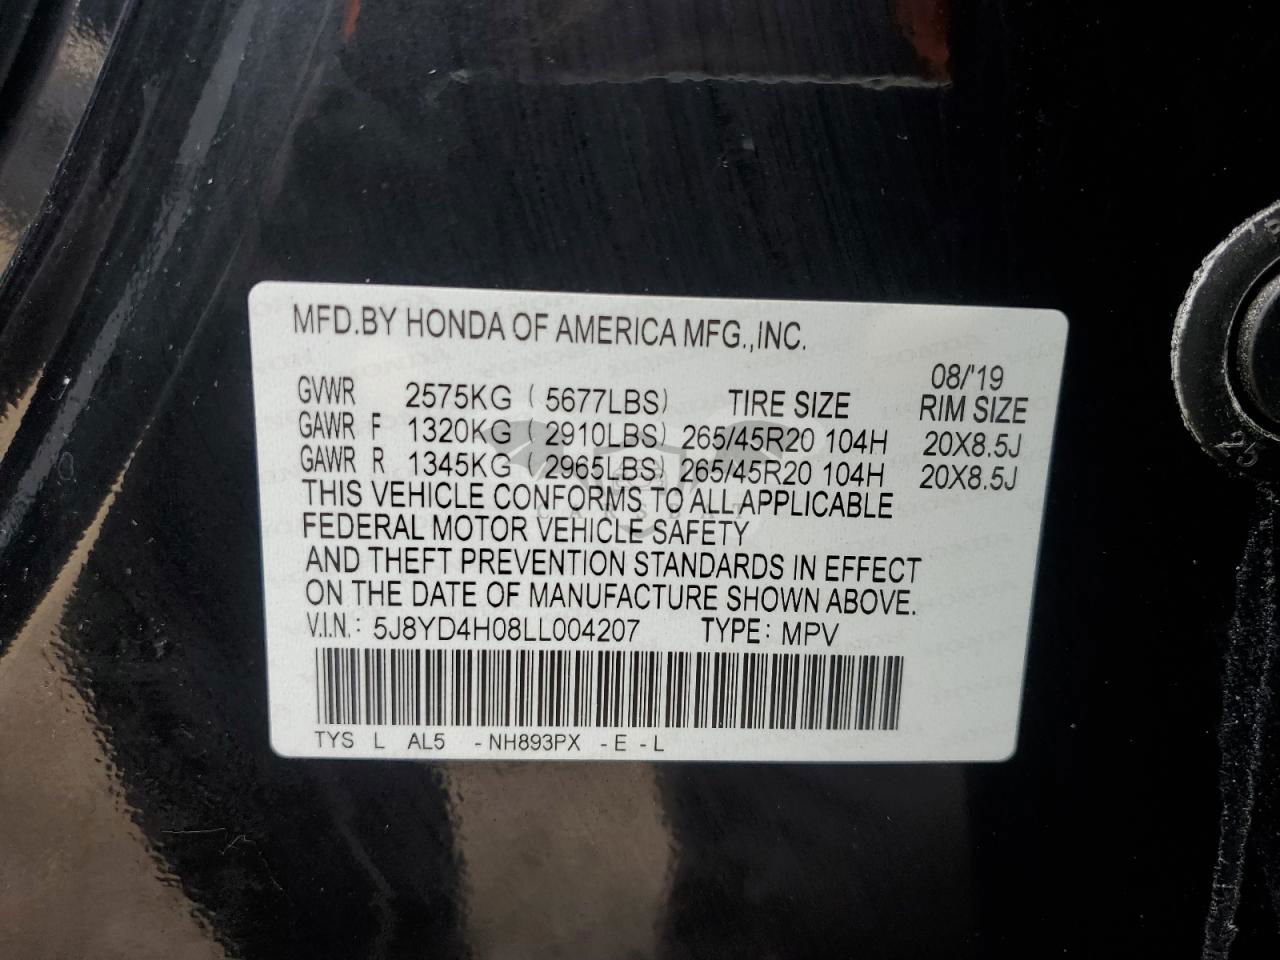 MFD.BY HONDA OF AMERICA MFG.,INC.
08/'19
GVWR 2575KG ( 5677LBS) TIRE SIZE RIM SIZE
GAWR F 1320KG ( 2910LBS) 265/45R20 104H 20X8.5J
GAWR R 1345KG ( 2965LBS) 265/45R20 104H 20X8.5J
THIS VEHICLE CONFORMS TO ALL APPLICABLE
FEDERAL MOTOR VEHICLE SAFETY
AND THEFT PREVENTION STANDARDS IN EFFECT
ON THE DATE OF MANUFACTURE SHOWN ABOVE.
V.I.N.: 5J8YD4H08LL004207 TYPE: MPV
TYS L AL5 -NH893PX -E -L
25